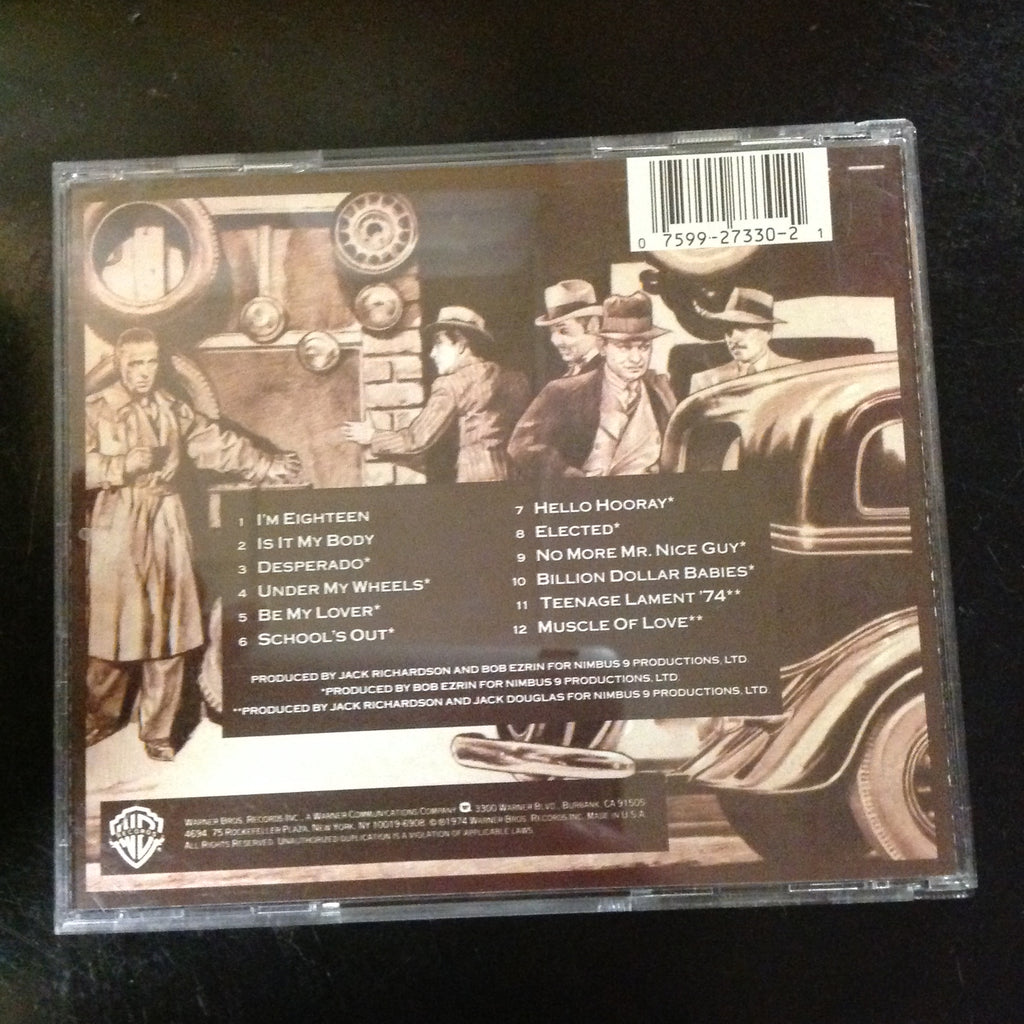 0 7599-27330-2 1
1 I'M EIGHTEEN
2 IS IT MY BODY
3 DESPERADO*
4 UNDER MY WHEELS*
5 BE MY LOVER*
6 SCHOOL'S OUT*
7 HELLO HOORAY*
8 ELECTED*
9 NO MORE MR. NICE GUY*
10 BILLION DOLLAR BABIES*
11 TEENAGE LAMENT '74**
12 MUSCLE OF LOVE**
PRODUCED BY JACK RICHARDSON AND BOB EZRIN FOR NIMBUS 9 PRODUCTIONS, LTD
*PRODUCED BY BOB EZRIN FOR NIMBUS 9 PRODUCTIONS, LTD
**PRODUCED BY JACK RICHARDSON AND JACK DOUGLAS FOR NIMBUS 9 PRODUCTIONS, LTD
RECORDS
WARNER BROS. RECORDS INC., A WARNER COMMUNICATIONS COMPANY 3300 WARNER BLVD., BURBANK, CA 91505
4694 75 ROCKEFELLER PLAZA, NEW YORK, NY 10019-6908. © ℗1974 WARNER BROS. RECORDS INC. MADE IN U.S.A.
ALL RIGHTS RESERVED. UNAUTHORIZED DUPLICATION IS A VIOLATION OF APPLICABLE LAWS.